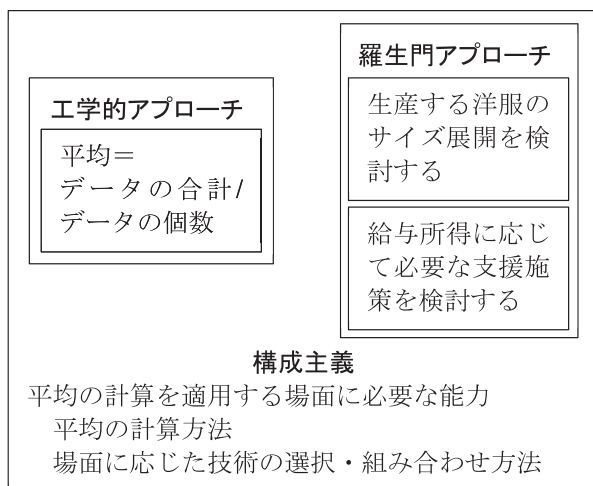 工学的アプローチ
平均＝
データの合計/
データの個数
羅生門アプローチ
生産する洋服の
サイズ展開を検
討する
給与所得に応じ
て必要な支援施
策を検討する
構成主義
平均の計算を適用する場面に必要な能力
平均の計算方法
場面に応じた技術の選択・組み合わせ方法